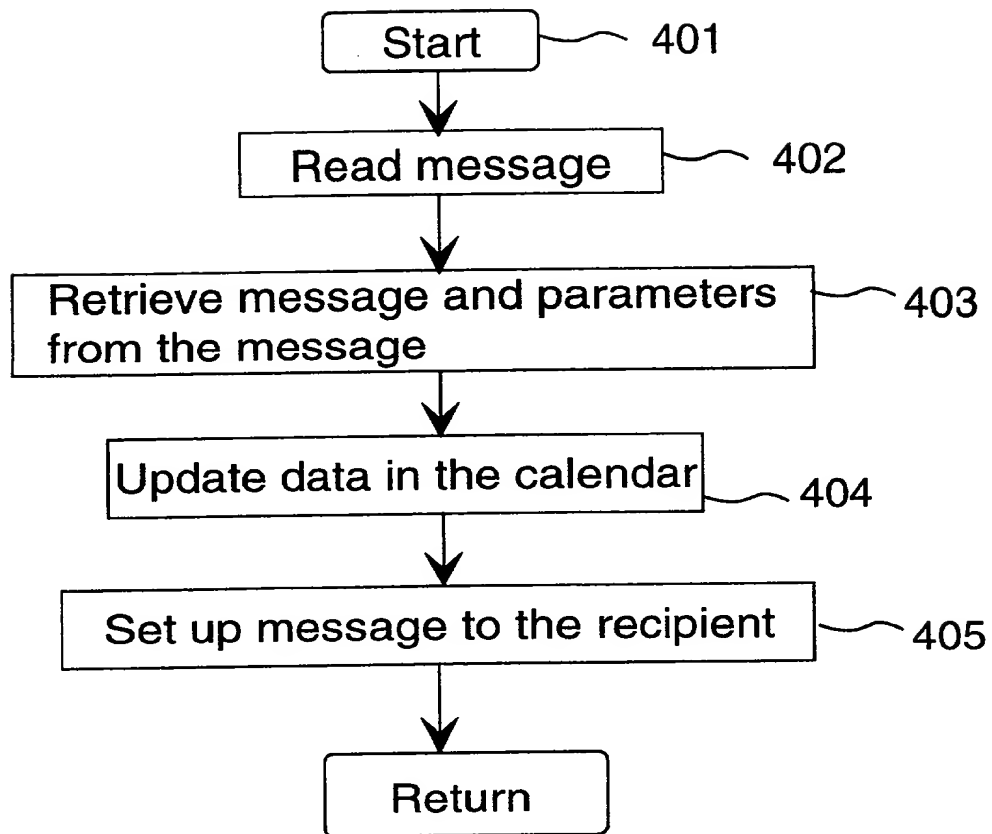 Start 401
Read message 402
Retrieve message and parameters 403
from the message
Update data in the calendar 404
Set up message to the recipient 405
Return